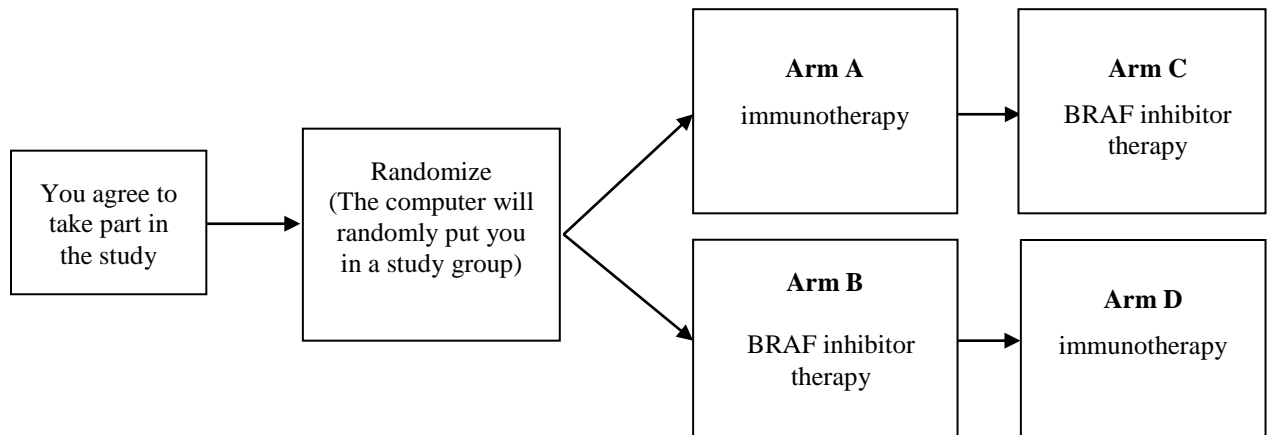 You agree to
take part in
the study
Randomize
(The computer will
randomly put you
in a study group)
Arm A
immunotherapy
Arm C
BRAF inhibitor
therapy
Arm B
BRAF inhibitor
therapy
Arm D
immunotherapy